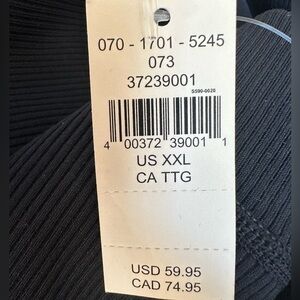 070 - 1701 - 5245
073
37239001
5590-0020
4 00372 39001 1
US XXL
CA TTG
USD 59.95
CAD 74.95